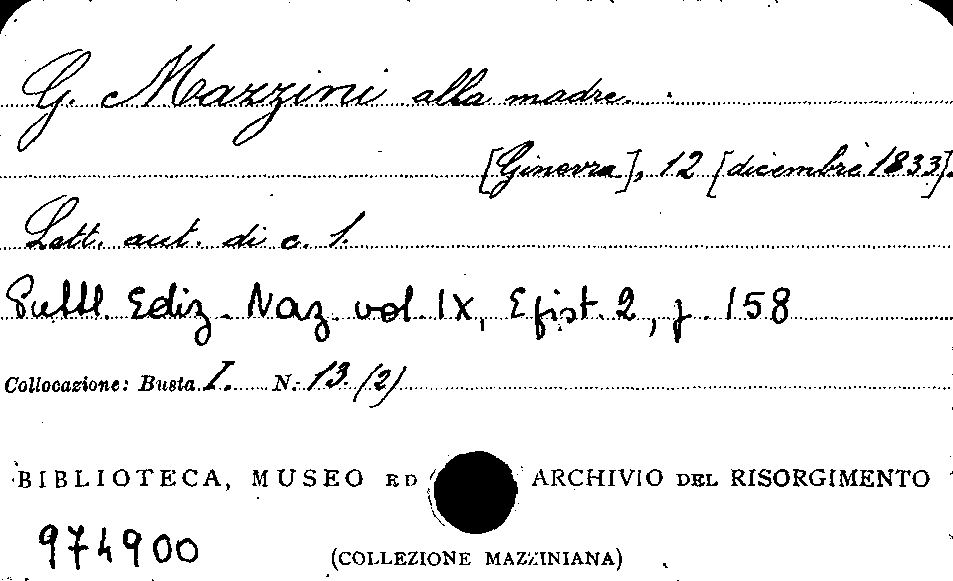 G. Mazzini alla madre.
[Ginevra], 12 [dicembre 1833].
Lett. aut. di c. 1.
Pubbl. Ediz. Naz. vol. IX, Epist. 2, p. 158
Collocazione: Busta I. N. 13 (2)
BIBLIOTECA, MUSEO ED ARCHIVIO DEL RISORGIMENTO
974900
(COLLEZIONE MAZZINIANA)